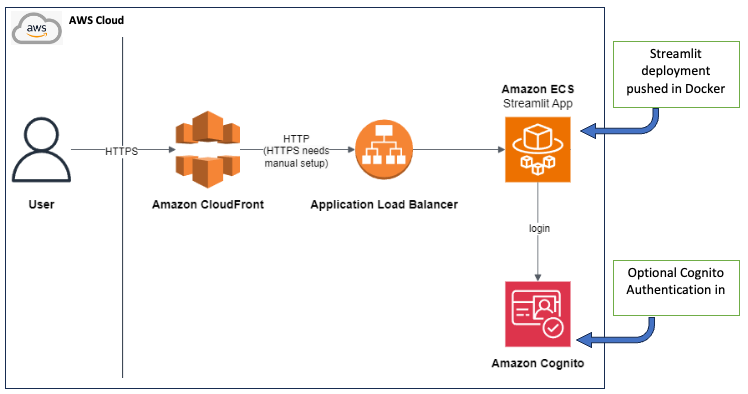 aws
AWS Cloud
Streamlit
deployment
pushed in Docker
Amazon ECS
Streamlit App
HTTPS
HTTP
(HTTPS needs
manual setup)
User
Amazon CloudFront
Application Load Balancer
login
Optional Cognito
Authentication in
Amazon Cognito